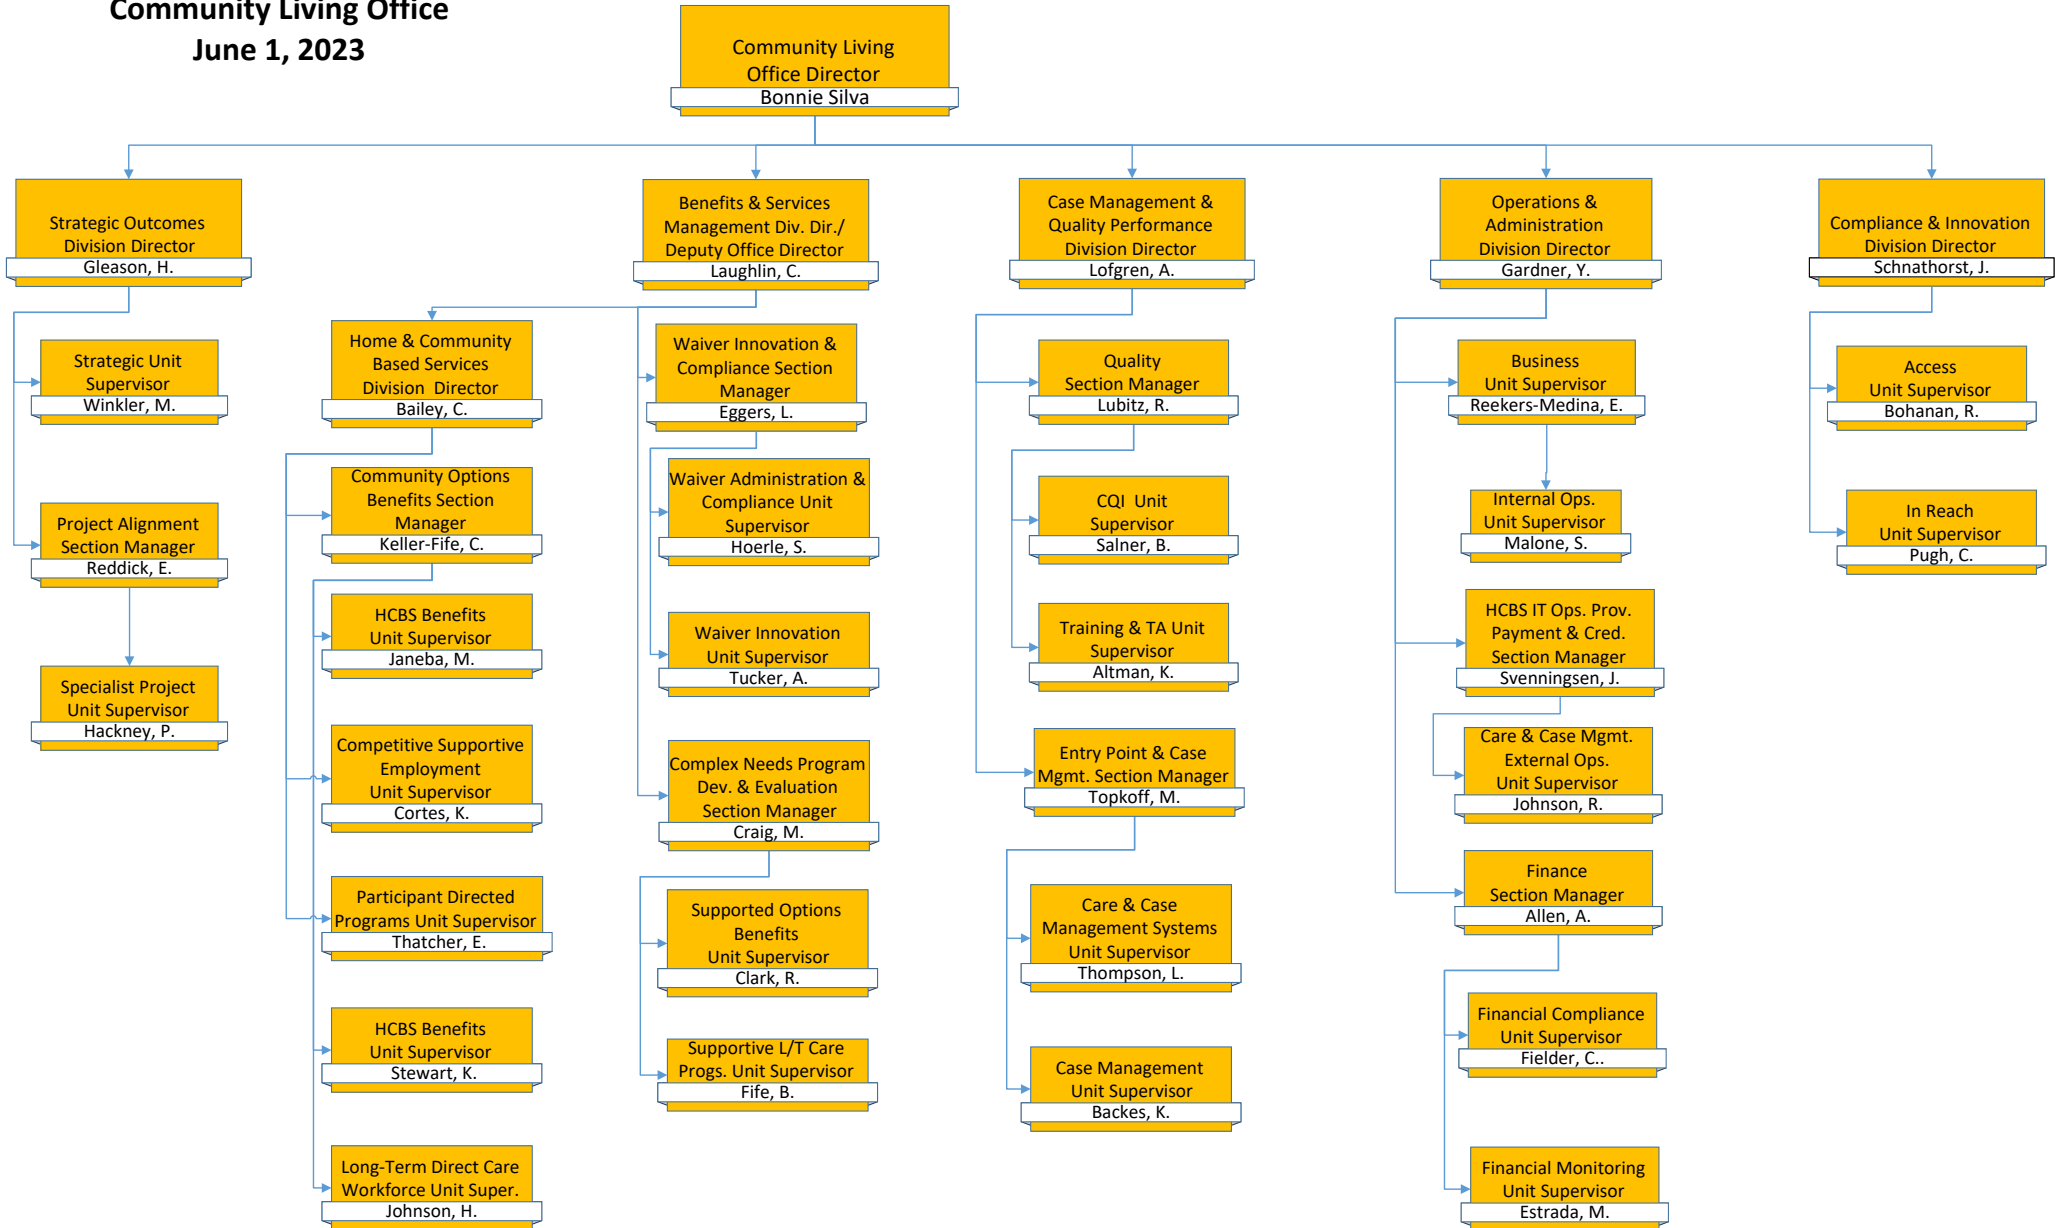 Community Living Office
June 1, 2023
Community Living
Office Director
Bonnie Silva
Strategic Outcomes
Division Director
Gleason, H.
Strategic Unit
Supervisor
Winkler, M.
Project Alignment
Section Manager
Reddick, E.
Specialist Project
Unit Supervisor
Hackney, P.
Benefits & Services
Management Div. Dir./
Deputy Office Director
Laughlin, C.
Home & Community
Based Services
Division Director
Bailey, C.
Community Options
Benefits Section
Manager
Keller-Fife, C.
HCBS Benefits
Unit Supervisor
Janeba, M.
Competitive Supportive
Employment
Unit Supervisor
Cortes, K.
Participant Directed
Programs Unit Supervisor
Thatcher, E.
HCBS Benefits
Unit Supervisor
Stewart, K.
Long-Term Direct Care
Workforce Unit Super.
Johnson, H.
Waiver Innovation &
Compliance Section
Manager
Eggers, L.
Waiver Administration &
Compliance Unit
Supervisor
Hoerle, S.
Waiver Innovation
Unit Supervisor
Tucker, A.
Complex Needs Program
Dev. & Evaluation
Section Manager
Craig, M.
Supported Options
Benefits
Unit Supervisor
Clark, R.
Supportive L/T Care
Progs. Unit Supervisor
Fife, B.
Case Management &
Quality Performance
Division Director
Lofgren, A.
Quality
Section Manager
Lubitz, R.
CQI Unit
Supervisor
Salner, B.
Training & TA Unit
Supervisor
Altman, K.
Entry Point & Case
Mgmt. Section Manager
Topkoff, M.
Care & Case
Management Systems
Unit Supervisor
Thompson, L.
Case Management
Unit Supervisor
Backes, K.
Operations &
Administration
Division Director
Gardner, Y.
Business
Unit Supervisor
Reekers-Medina, E.
Internal Ops.
Unit Supervisor
Malone, S.
HCBS IT Ops. Prov.
Payment & Cred.
Section Manager
Svenningsen, J.
Care & Case Mgmt.
External Ops.
Unit Supervisor
Johnson, R.
Finance
Section Manager
Allen, A.
Financial Compliance
Unit Supervisor
Fielder, C..
Financial Monitoring
Unit Supervisor
Estrada, M.
Compliance & Innovation
Division Director
Schnathorst, J.
Access
Unit Supervisor
Bohanan, R.
In Reach
Unit Supervisor
Pugh, C.